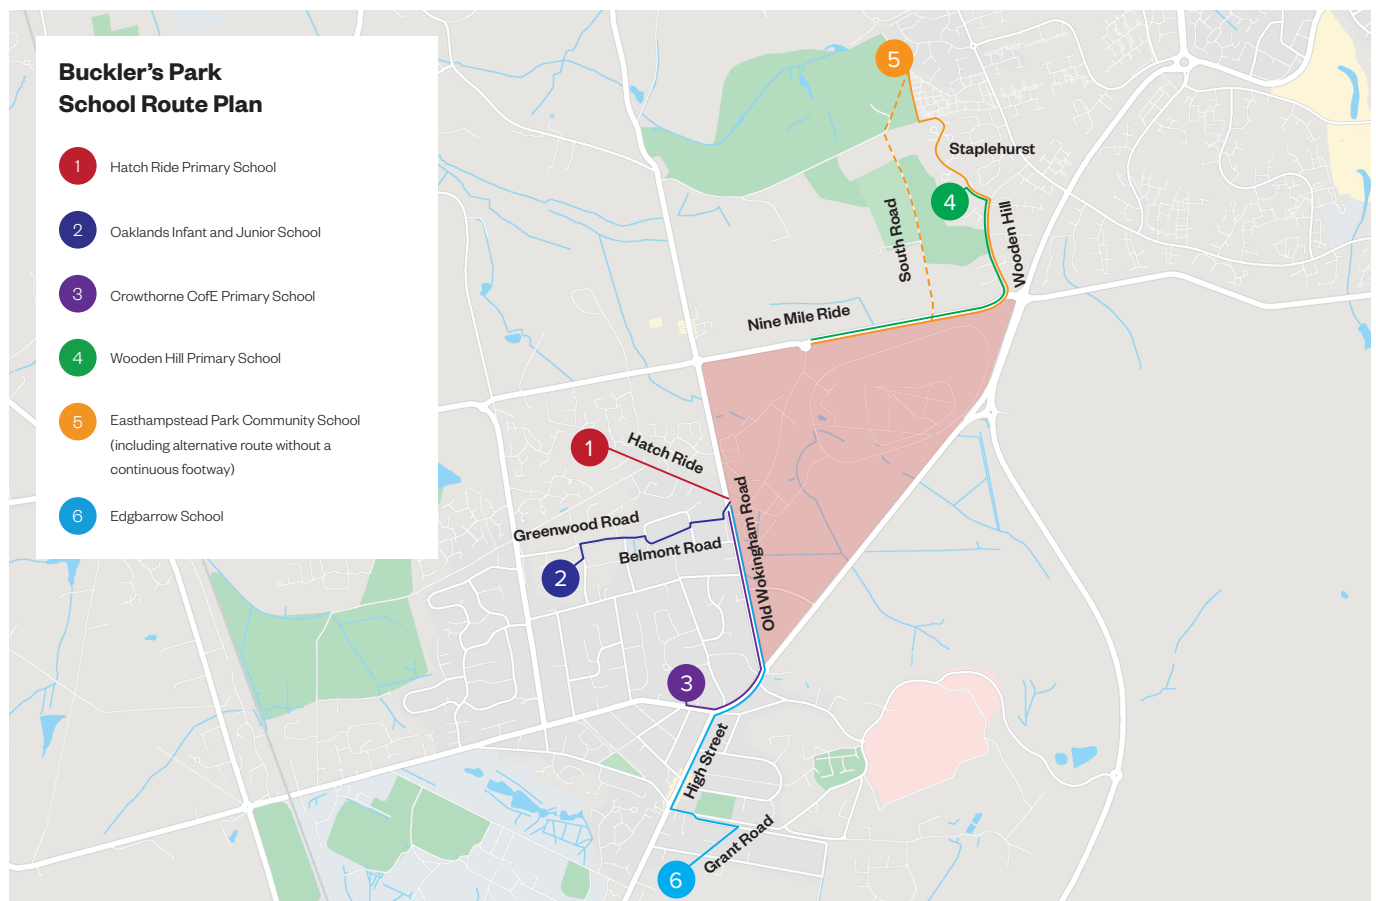 Buckler’s Park
School Route Plan
1
Hatch Ride Primary School
2
Oaklands Infant and Junior School
3
Crowthorne CofE Primary School
4
Wooden Hill Primary School
5
Easthampstead Park Community School
(including alternative route without a
continuous footway)
6
Edgbarrow School
5
Staplehurst
4
South Road
Wooden Hill
Nine Mile Ride
1
Hatch Ride
Old Wokingham Road
Greenwood Road
Belmont Road
2
3
High Street
Grant Road
6